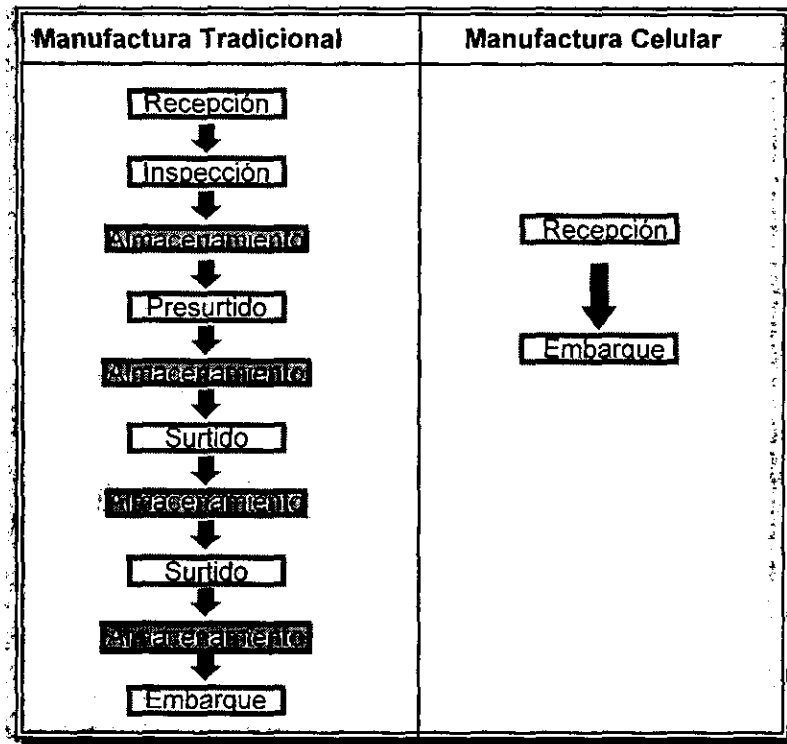 Manufactura Tradicional
Manufactura Celular
Recepción
Inspección
Almacenamiento
Presurtido
Almacenamiento
Surtido
Almacenamiento
Surtido
Almacenamiento
Embarque
Recepción
Embarque